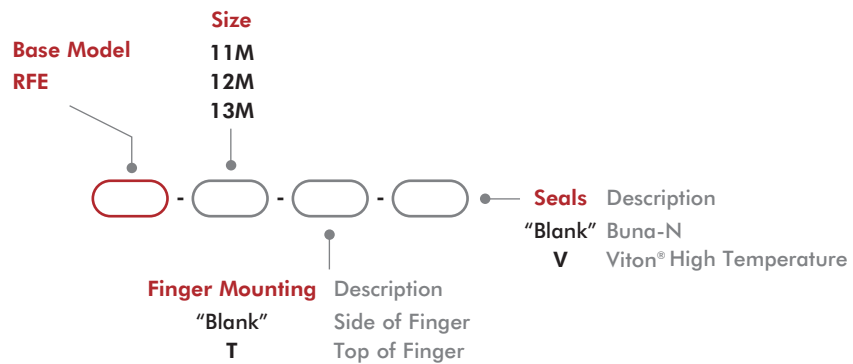 Size
Base Model 11M
RFE 12M
13M
- - -
Seals Description
"Blank" Buna-N
V Viton® High Temperature
Finger Mounting Description
"Blank" Side of Finger
T Top of Finger